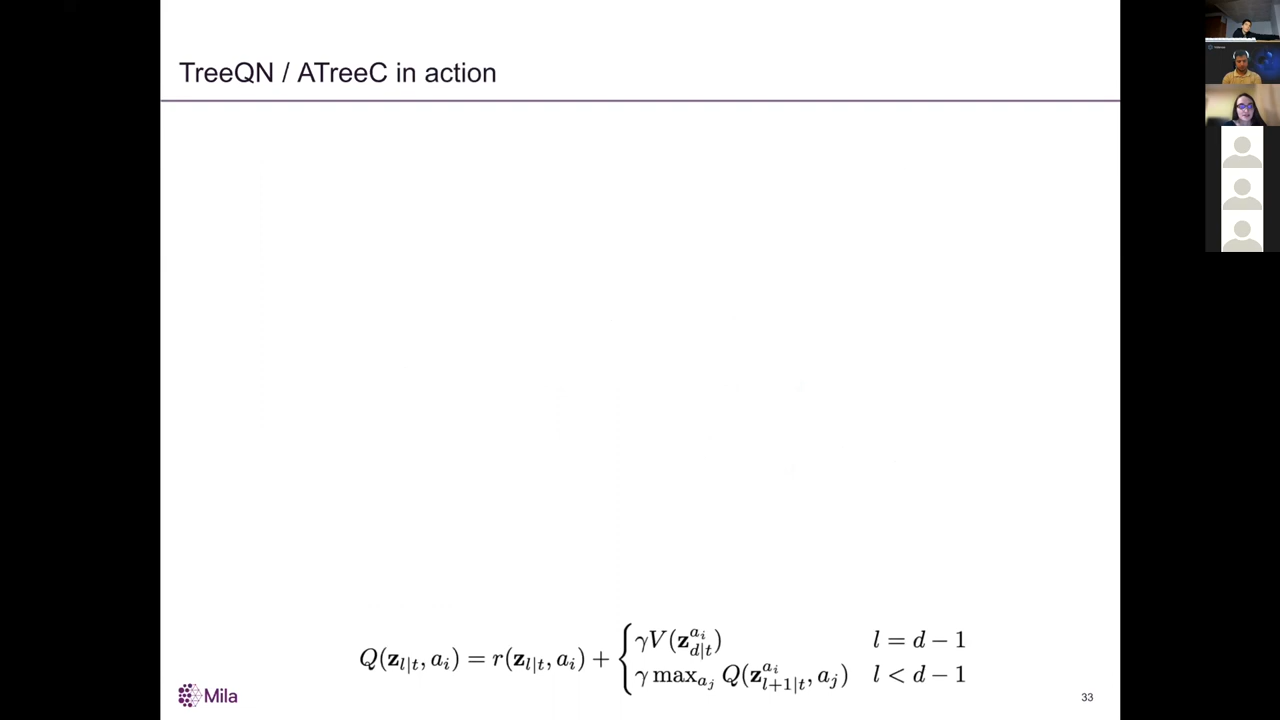 TreeQN / ATreeC in action
Q(𝐳_{l|t}, a_i) = r(𝐳_{l|t}, a_i) + { γV(𝐳^{a_i}_{d|t})   l = d − 1
γ max_{a_j} Q(𝐳^{a_i}_{l+1|t}, a_j)   l < d − 1
Mila
33